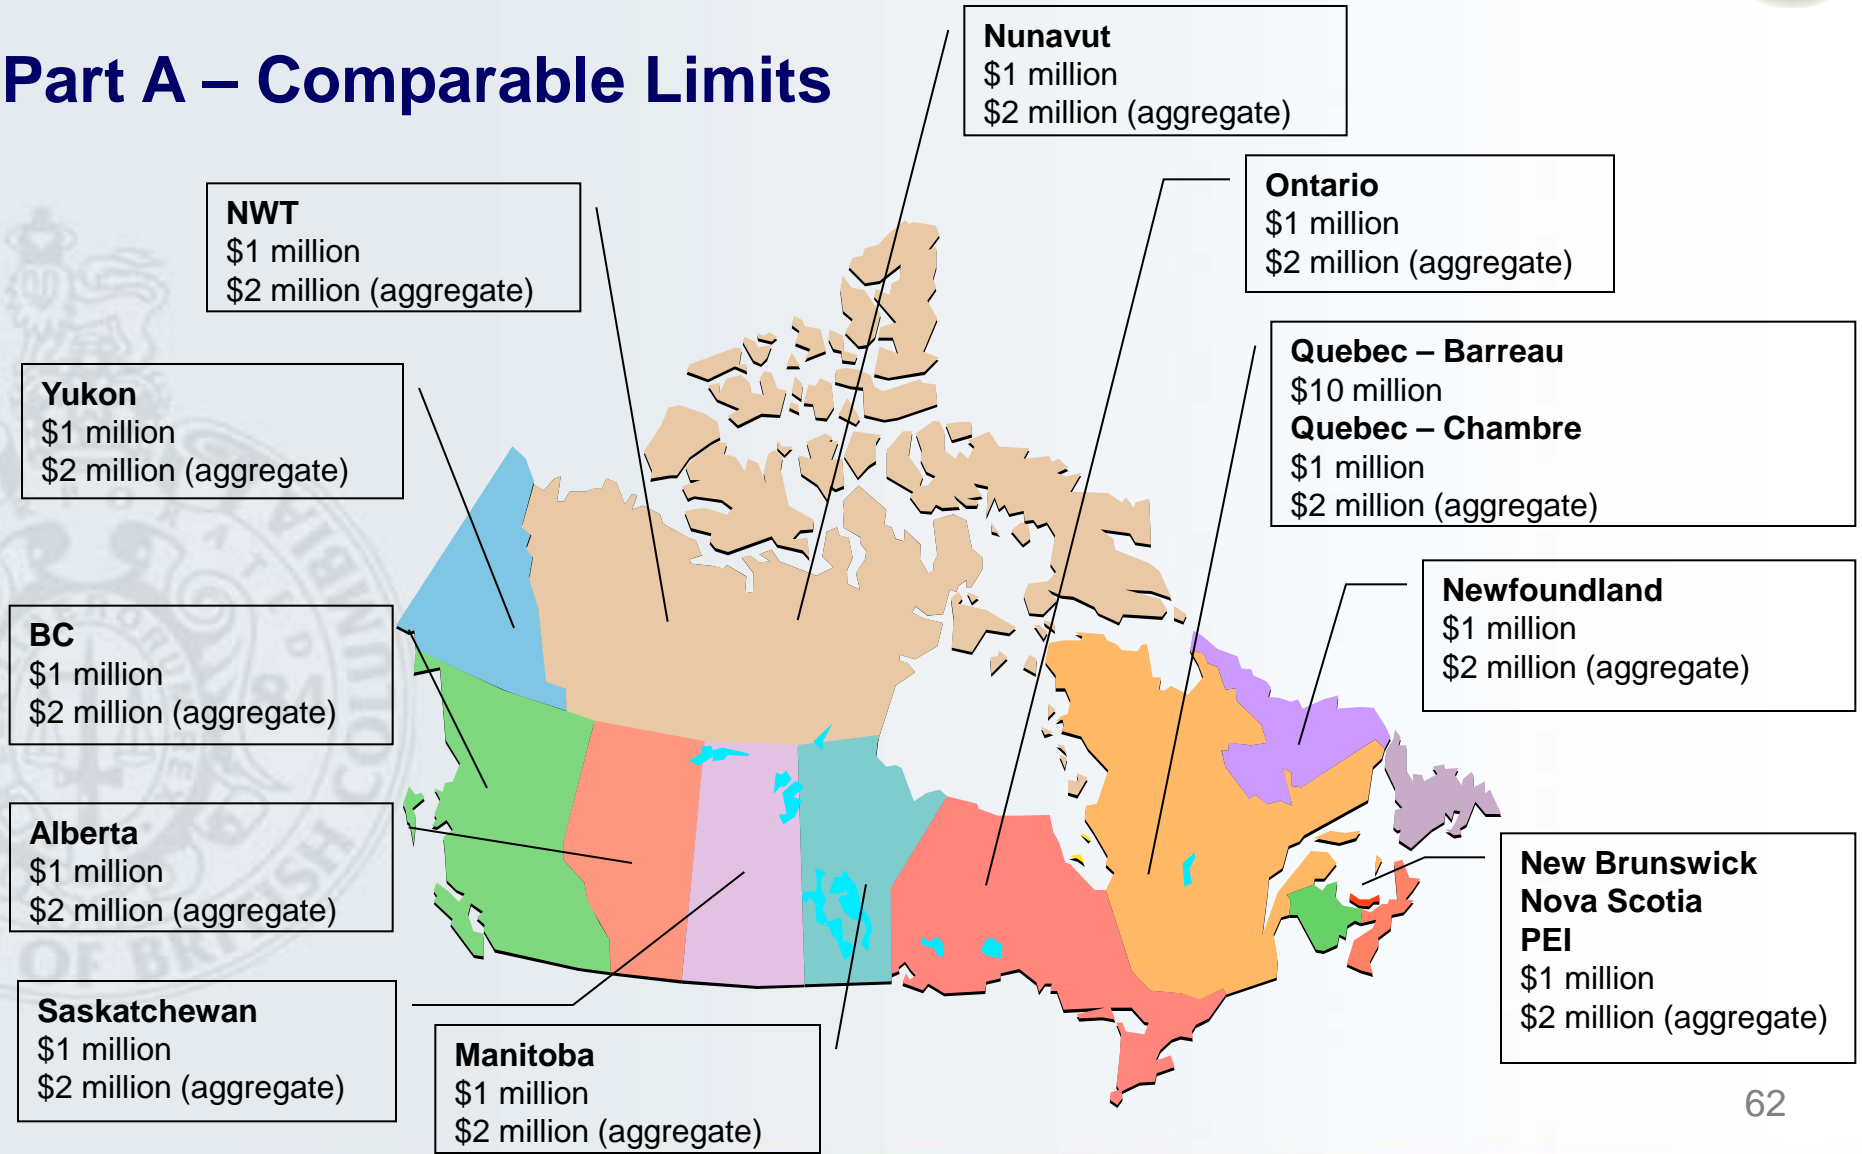 Part A – Comparable Limits
Nunavut
$1 million
$2 million (aggregate)
NWT
$1 million
$2 million (aggregate)
Ontario
$1 million
$2 million (aggregate)
Quebec – Barreau
$10 million
Quebec – Chambre
$1 million
$2 million (aggregate)
Yukon
$1 million
$2 million (aggregate)
Newfoundland
$1 million
$2 million (aggregate)
BC
$1 million
$2 million (aggregate)
Alberta
$1 million
$2 million (aggregate)
New Brunswick
Nova Scotia
PEI
$1 million
$2 million (aggregate)
Saskatchewan
$1 million
$2 million (aggregate)
Manitoba
$1 million
$2 million (aggregate)
OF BRITISH COLUMBIA
62